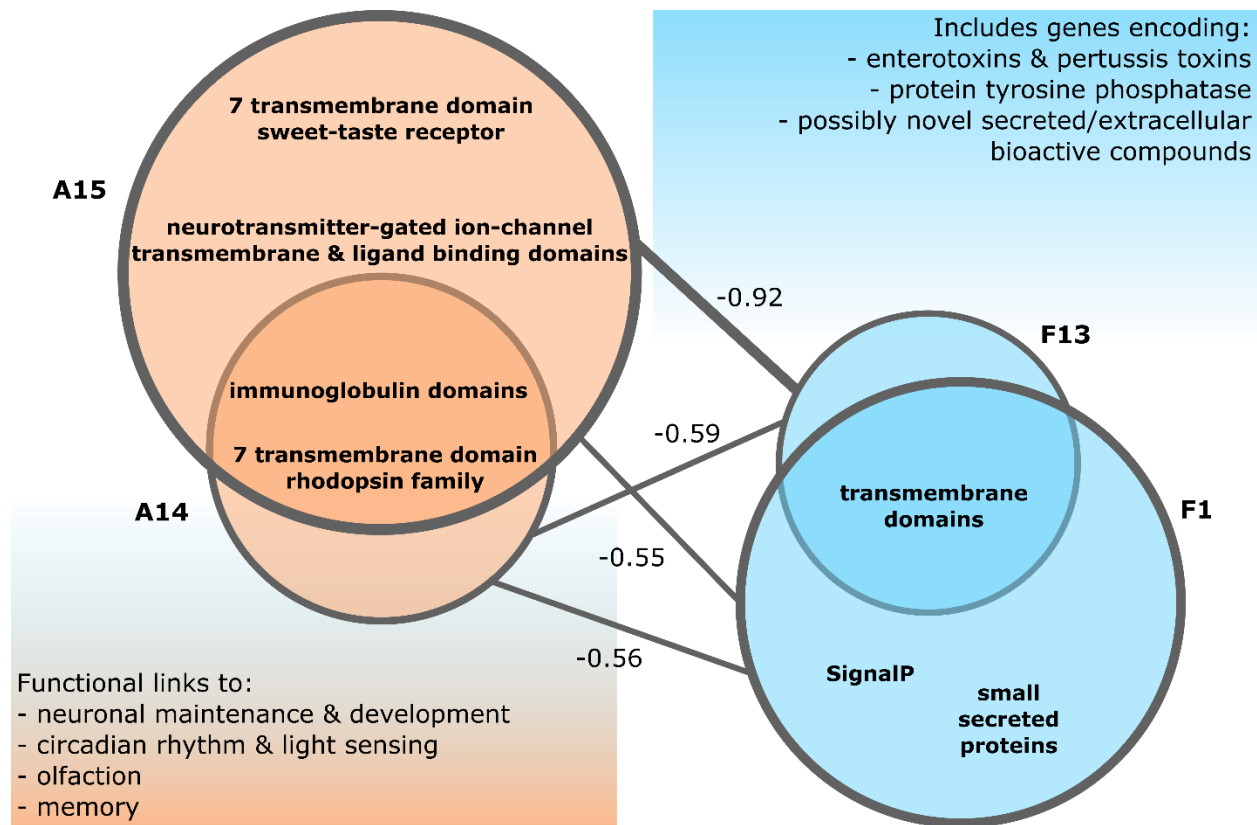 Includes genes encoding:
- enterotoxins & pertussis toxins
- protein tyrosine phosphatase
- possibly novel secreted/extracellular
bioactive compounds
7 transmembrane domain
sweet-taste receptor
A15
neurotransmitter-gated ion-channel
transmembrane & ligand binding domains
-0.92
F13
immunoglobulin domains
-0.59
7 transmembrane domain
rhodopsin family
A14
transmembrane
domains
F1
-0.55
-0.56
SignalP
small
secreted
proteins
Functional links to:
- neuronal maintenance & development
- circadian rhythm & light sensing
- olfaction
- memory